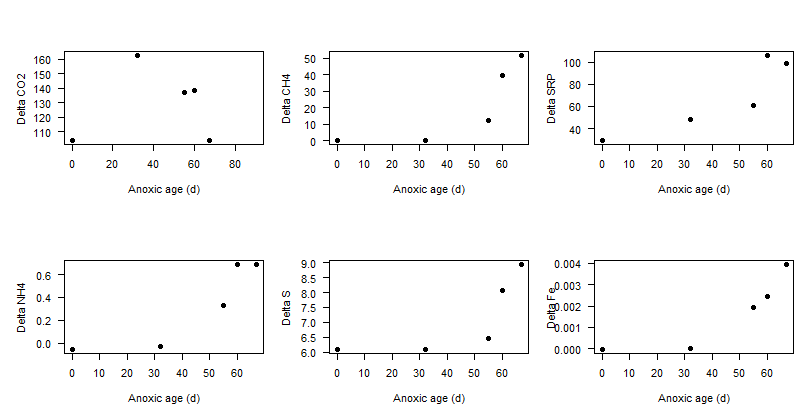 Delta CO2
160
150
140
130
120
110
0 20 40 60 80
Anoxic age (d)
Delta CH4
50
40
30
20
10
0
0 10 20 30 40 50 60
Anoxic age (d)
Delta SRP
100
80
60
40
0 10 20 30 40 50 60
Anoxic age (d)
Delta NH4
0.6
0.4
0.2
0.0
0 10 20 30 40 50 60
Anoxic age (d)
Delta S
9.0
8.5
8.0
7.5
7.0
6.5
6.0
0 10 20 30 40 50 60
Anoxic age (d)
Delta Fe
0.004
0.003
0.002
0.001
0.000
0 10 20 30 40 50 60
Anoxic age (d)